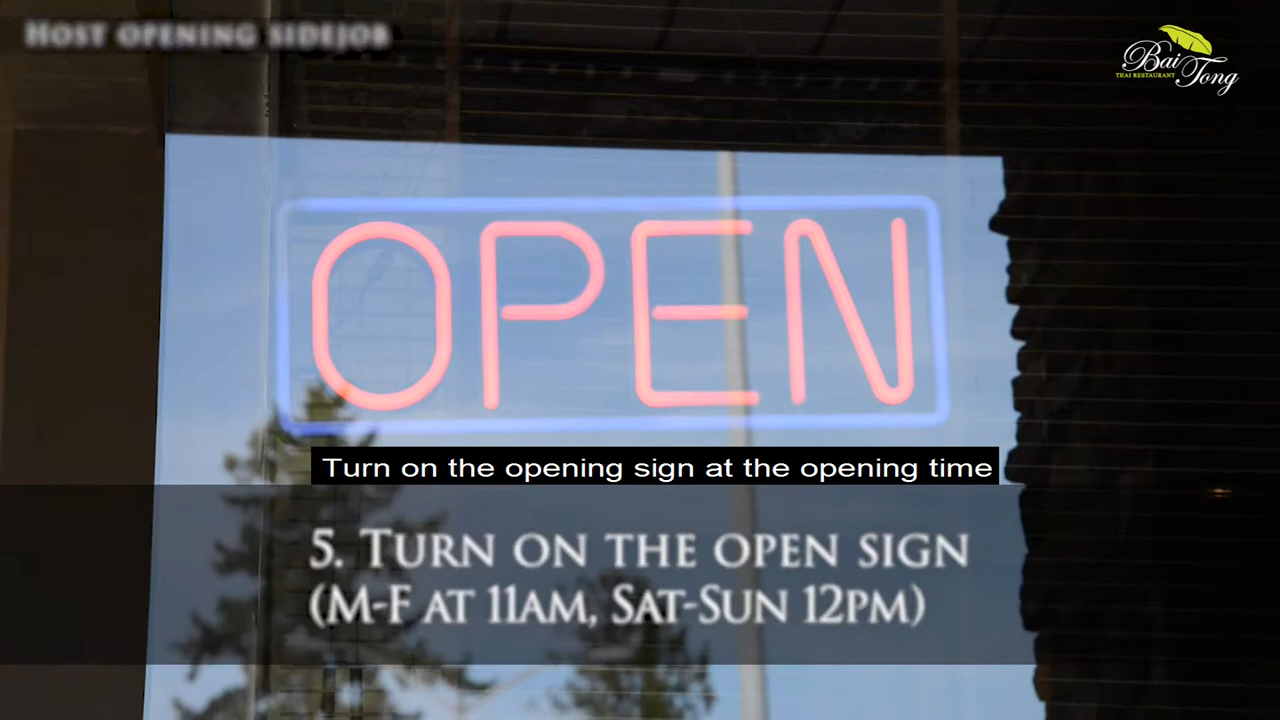 HOST OPENING SIDEJOB
Bai Tong
THAI RESTAURANT
OPEN
Turn on the opening sign at the opening time
5. TURN ON THE OPEN SIGN
(M-F AT 11AM, SAT-SUN 12PM)